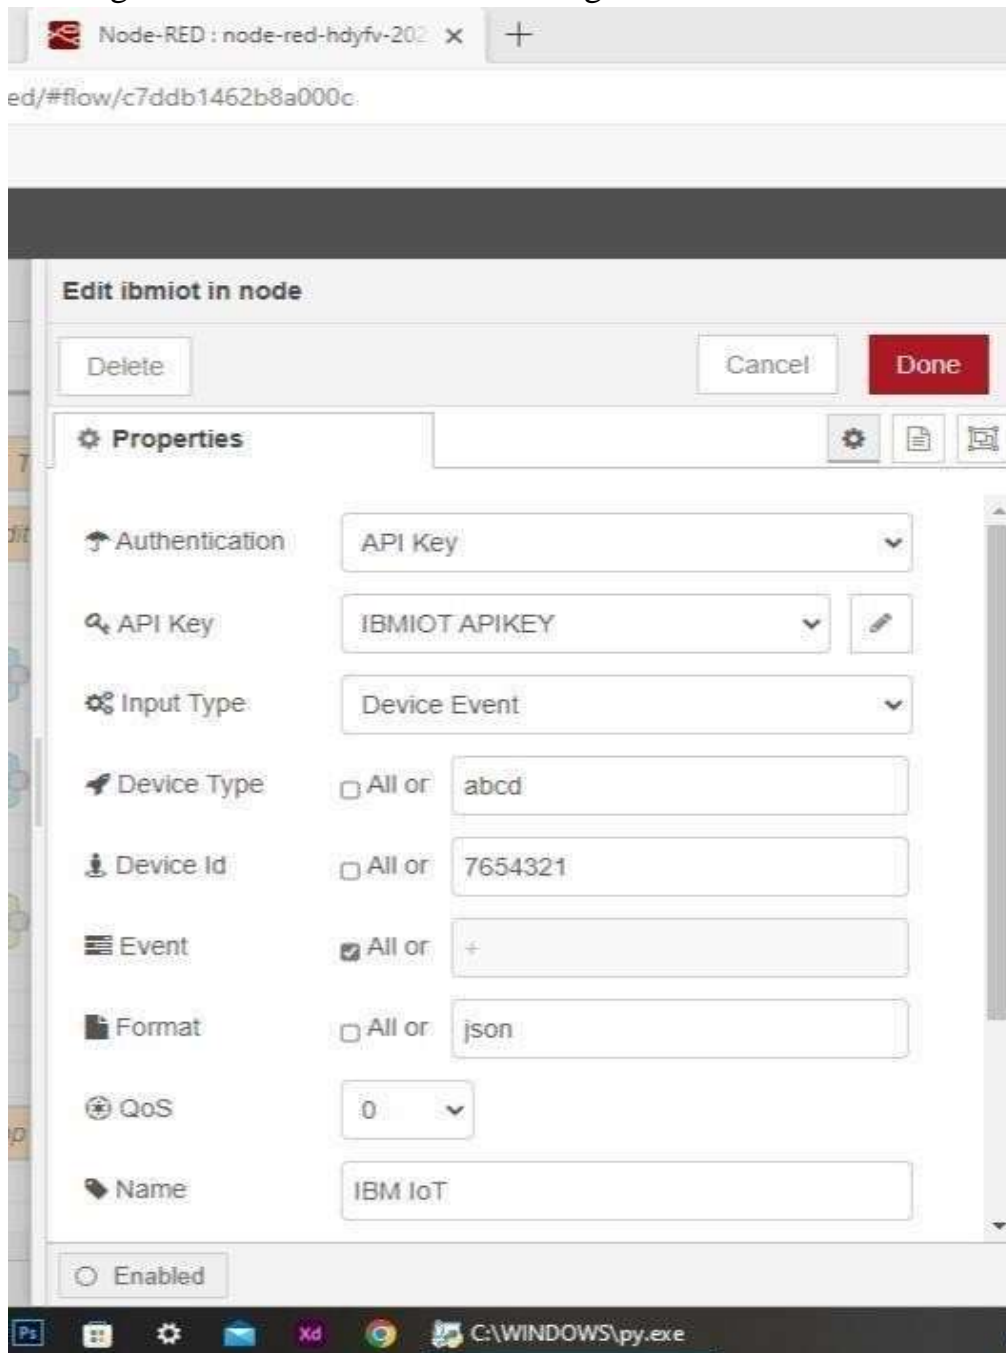 Node-RED : node-red-hdyfv-202
ed/#flow/c7ddb1462b8a000c
Edit ibmiot in node
Delete
Cancel
Done
Properties
Authentication
API Key
API Key
IBMIOT APIKEY
Input Type
Device Event
Device Type
All or
abcd
Device Id
All or
7654321
Event
All or
+
Format
All or
json
QoS
0
Name
IBM IoT
Enabled
Ps
Xd
C:\WINDOWS\py.exe